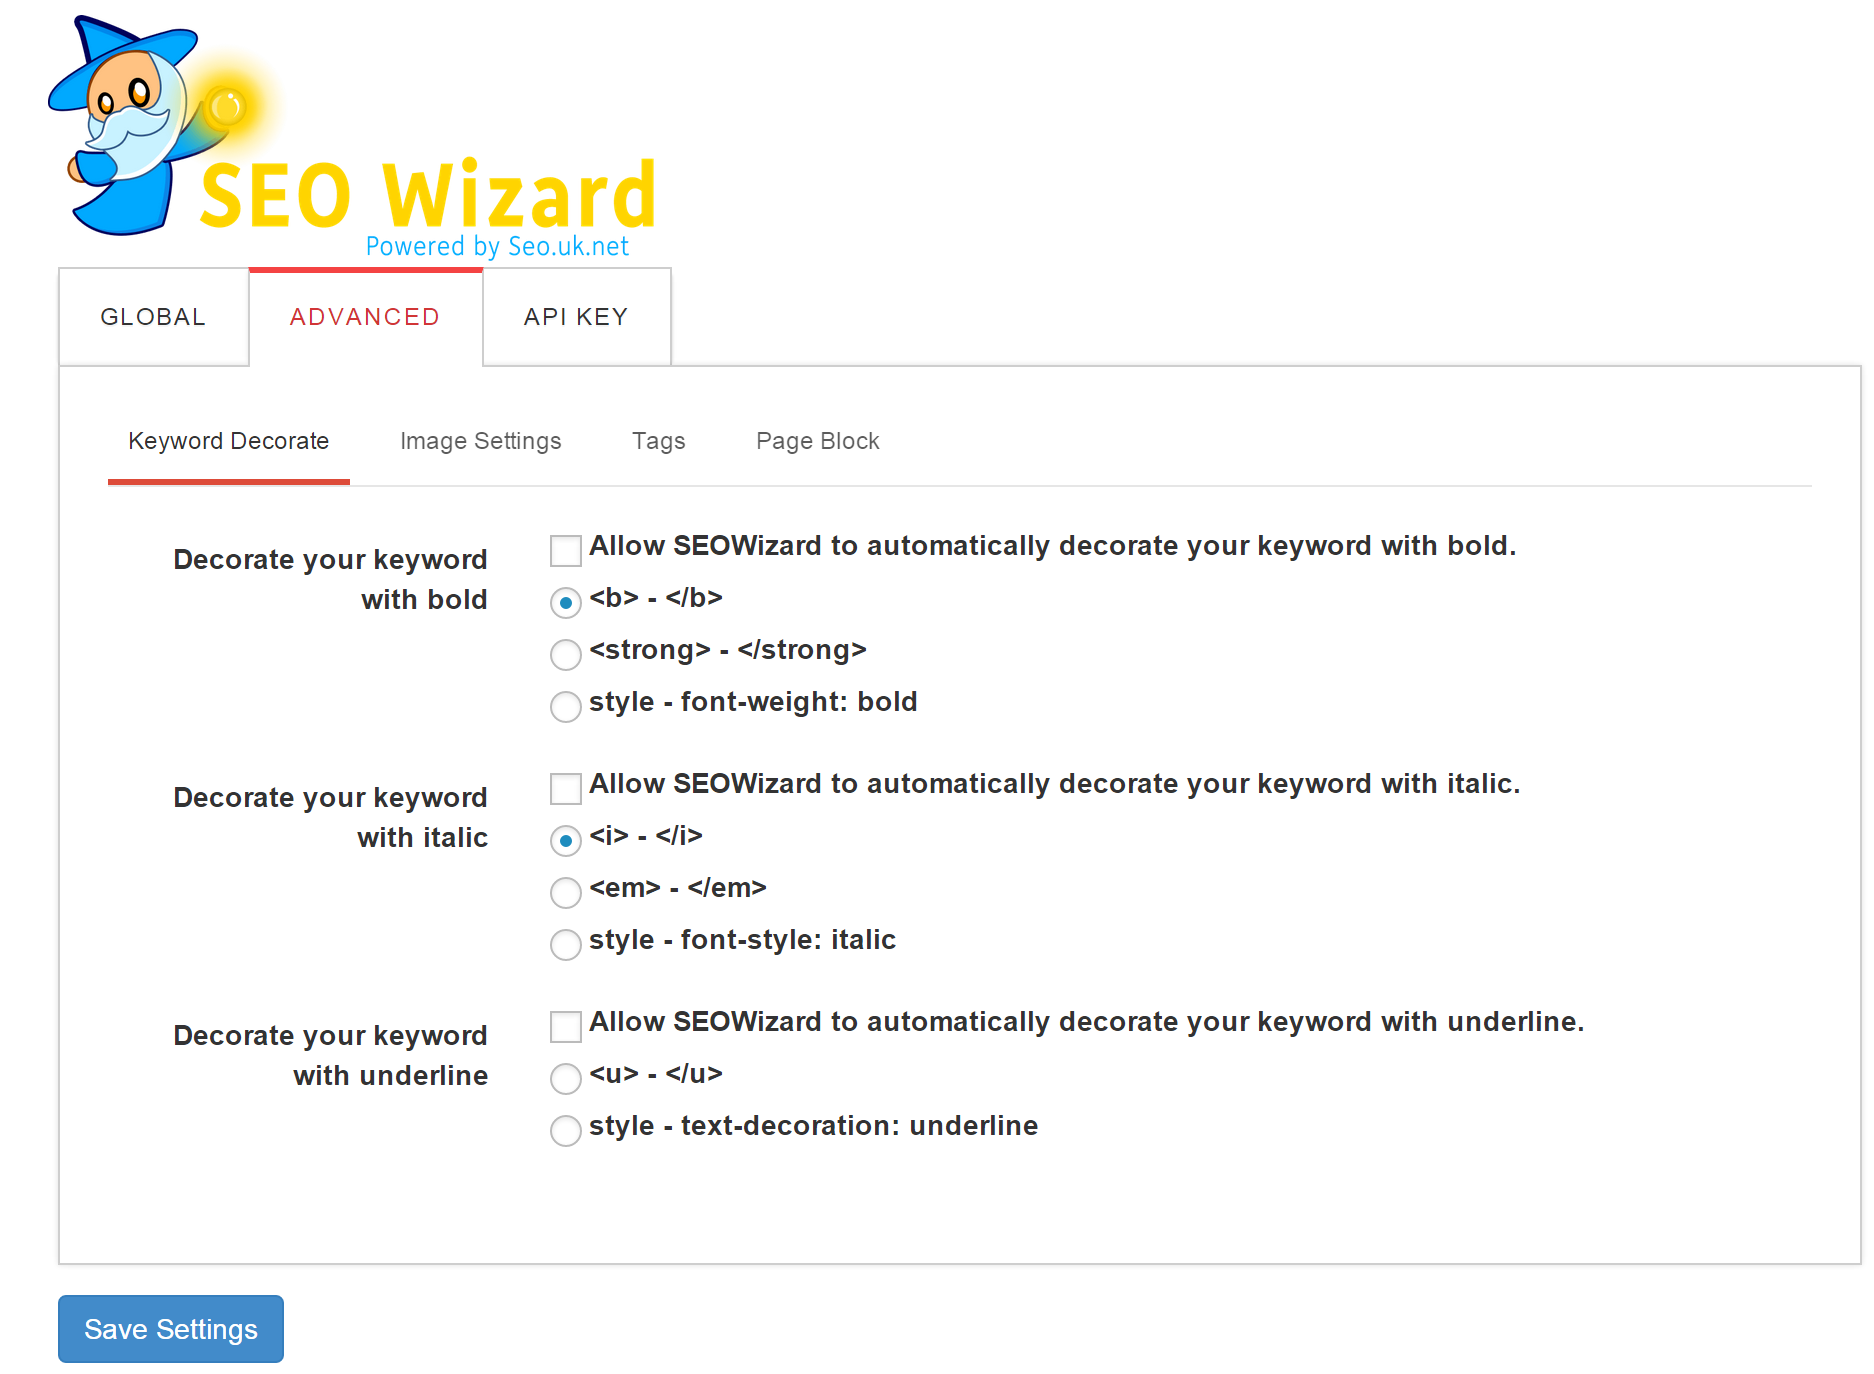 SEO Wizard
Powered by Seo.uk.net
GLOBAL ADVANCED API KEY
Keyword Decorate Image Settings Tags Page Block
Decorate your keyword
with bold
Allow SEOWizard to automatically decorate your keyword with bold.
<b> - </b>
<strong> - </strong>
style - font-weight: bold
Decorate your keyword
with italic
Allow SEOWizard to automatically decorate your keyword with italic.
<i> - </i>
<em> - </em>
style - font-style: italic
Decorate your keyword
with underline
Allow SEOWizard to automatically decorate your keyword with underline.
<u> - </u>
style - text-decoration: underline
Save Settings